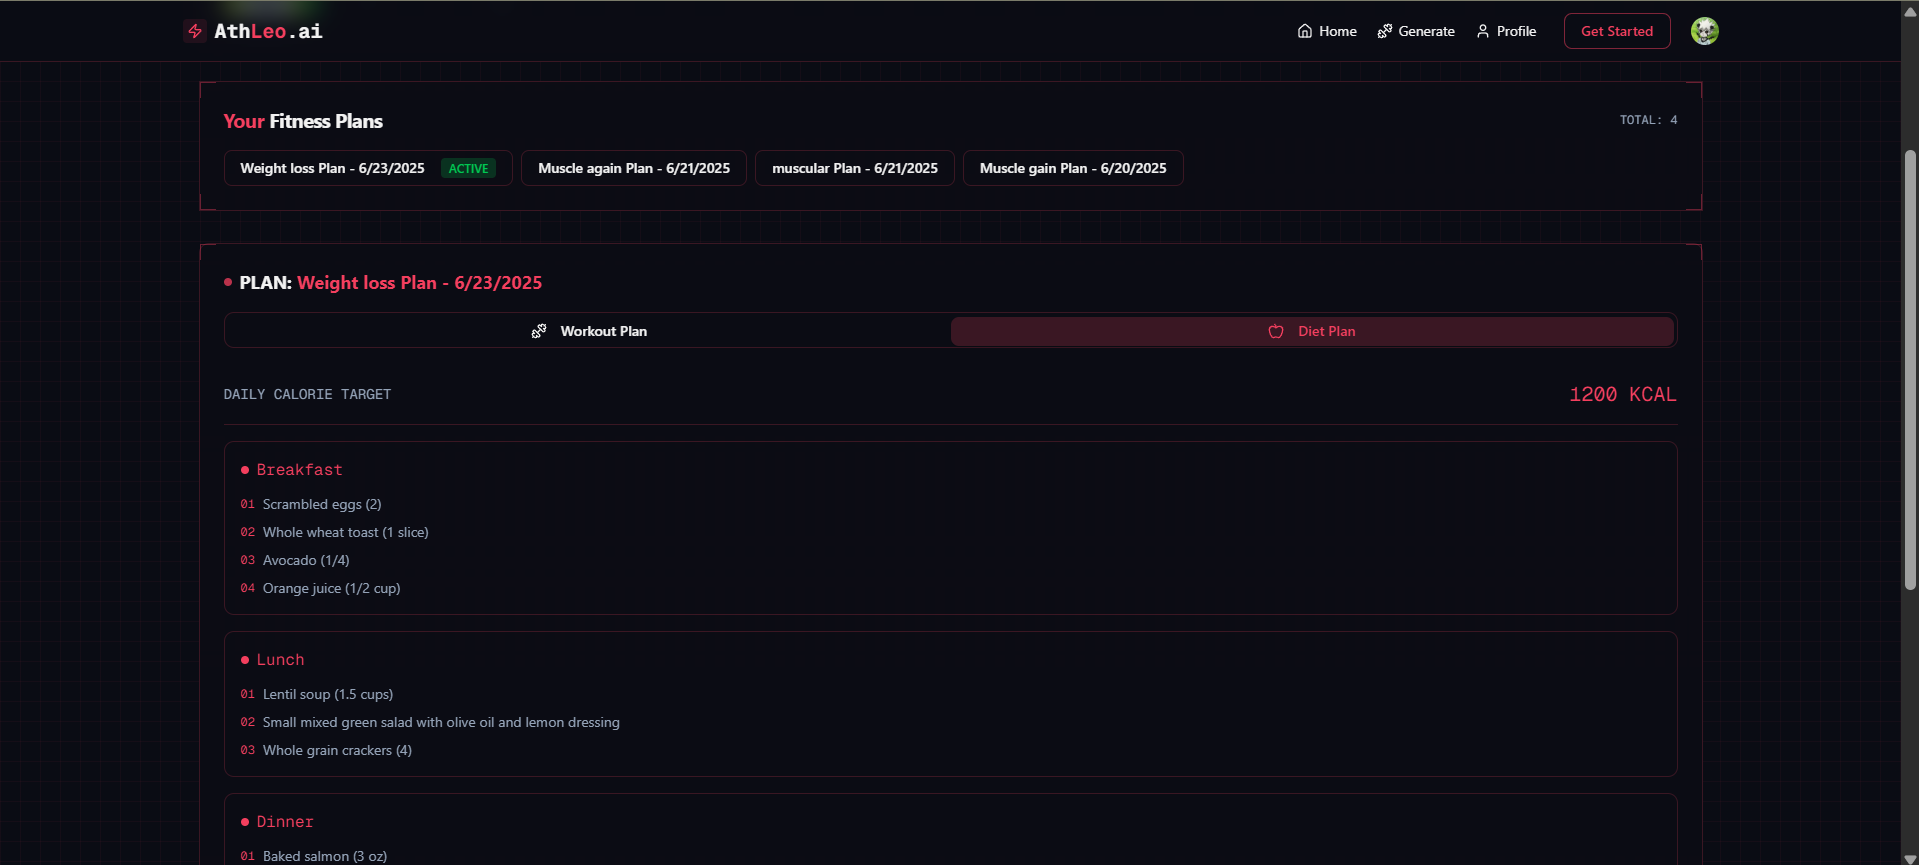 AthLeo.ai
Home Generate Profile Get Started
Your Fitness Plans
TOTAL: 4
Weight loss Plan - 6/23/2025 ACTIVE Muscle again Plan - 6/21/2025 muscular Plan - 6/21/2025 Muscle gain Plan - 6/20/2025
PLAN: Weight loss Plan - 6/23/2025
Workout Plan Diet Plan
DAILY CALORIE TARGET 1200 KCAL
Breakfast
01 Scrambled eggs (2)
02 Whole wheat toast (1 slice)
03 Avocado (1/4)
04 Orange juice (1/2 cup)
Lunch
01 Lentil soup (1.5 cups)
02 Small mixed green salad with olive oil and lemon dressing
03 Whole grain crackers (4)
Dinner
01 Baked salmon (3 oz)